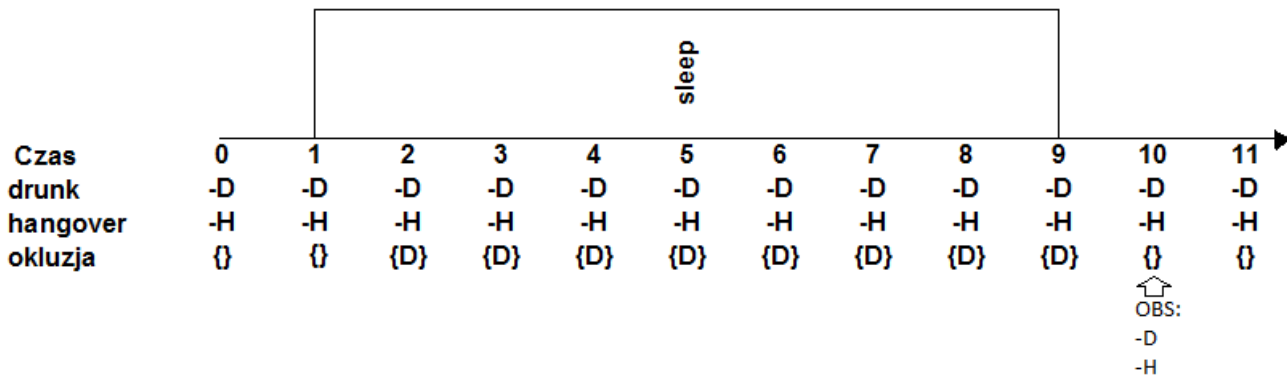 sleep
Czas 0 1 2 3 4 5 6 7 8 9 10 11
drunk -D -D -D -D -D -D -D -D -D -D -D -D
hangover -H -H -H -H -H -H -H -H -H -H -H -H
okluzja {} {} {D} {D} {D} {D} {D} {D} {D} {D} {} {}
OBS:
-D
-H